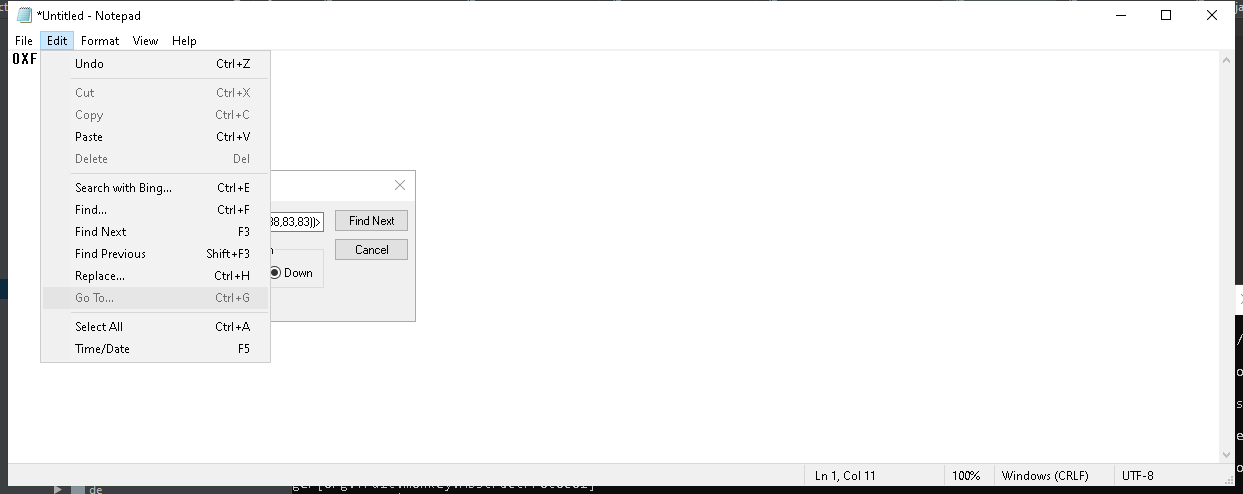 *Untitled - Notepad
File Edit Format View Help
OXF
Undo Ctrl+Z
Cut Ctrl+X
Copy Ctrl+C
Paste Ctrl+V
Delete Del
Search with Bing... Ctrl+E
Find... Ctrl+F
Find Next F3
Find Previous Shift+F3
Replace... Ctrl+H
Go To... Ctrl+G
Select All Ctrl+A
Time/Date F5
38,83,83))>
Find Next
Cancel
Down
Ln 1, Col 11 100% Windows (CRLF) UTF-8
de